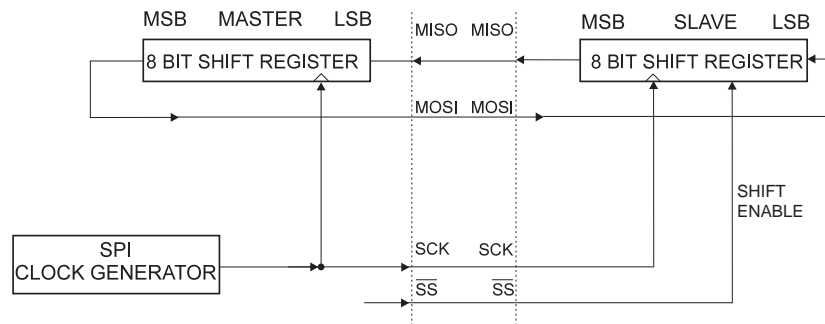 MSB MASTER LSB
MISO MISO
MSB SLAVE LSB
8 BIT SHIFT REGISTER
8 BIT SHIFT REGISTER
MOSI MOSI
SHIFT
ENABLE
SPI
CLOCK GENERATOR
SCK SCK
SS SS